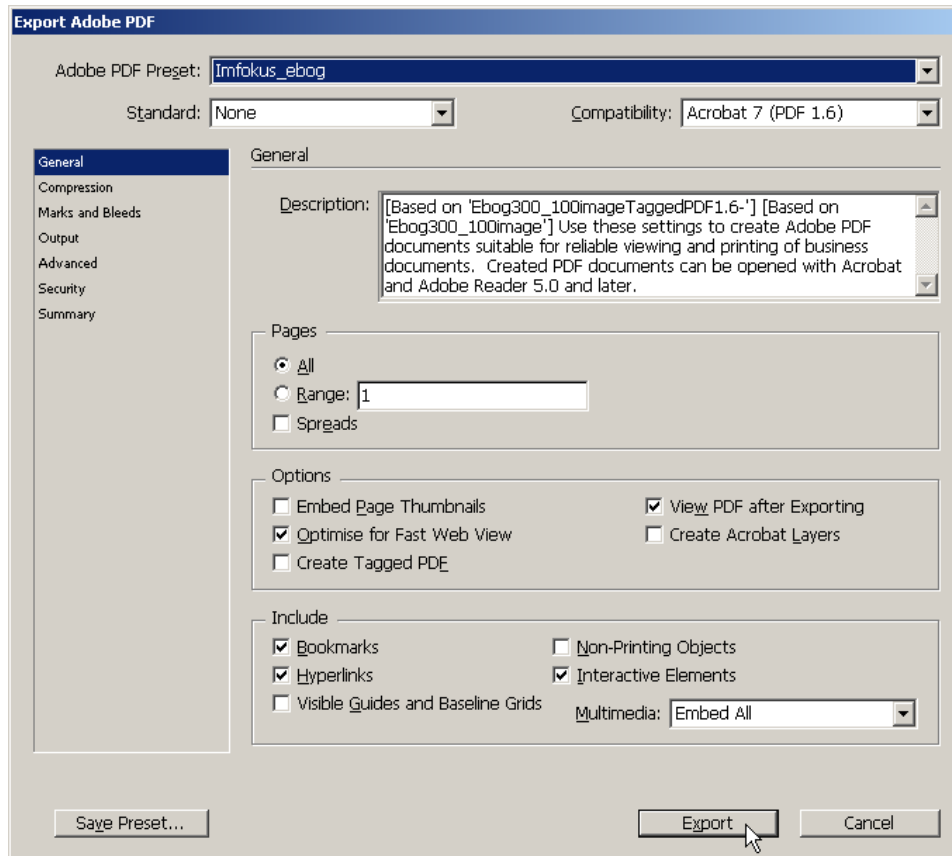 Export Adobe PDF
Adobe PDF Preset: Imfokus_ebog
Standard: None Compatibility: Acrobat 7 (PDF 1.6)
General
Compression
Marks and Bleeds
Output
Advanced
Security
Summary
General
Description: [Based on 'Ebog300_100imageTaggedPDF1.6-'] [Based on
'Ebog300_100image'] Use these settings to create Adobe PDF
documents suitable for reliable viewing and printing of business
documents. Created PDF documents can be opened with Acrobat
and Adobe Reader 5.0 and later.
Pages
All
Range: 1
Spreads
Options
Embed Page Thumbnails View PDF after Exporting
Optimise for Fast Web View Create Acrobat Layers
Create Tagged PDF
Include
Bookmarks Non-Printing Objects
Hyperlinks Interactive Elements
Visible Guides and Baseline Grids Multimedia: Embed All
Save Preset... Export Cancel